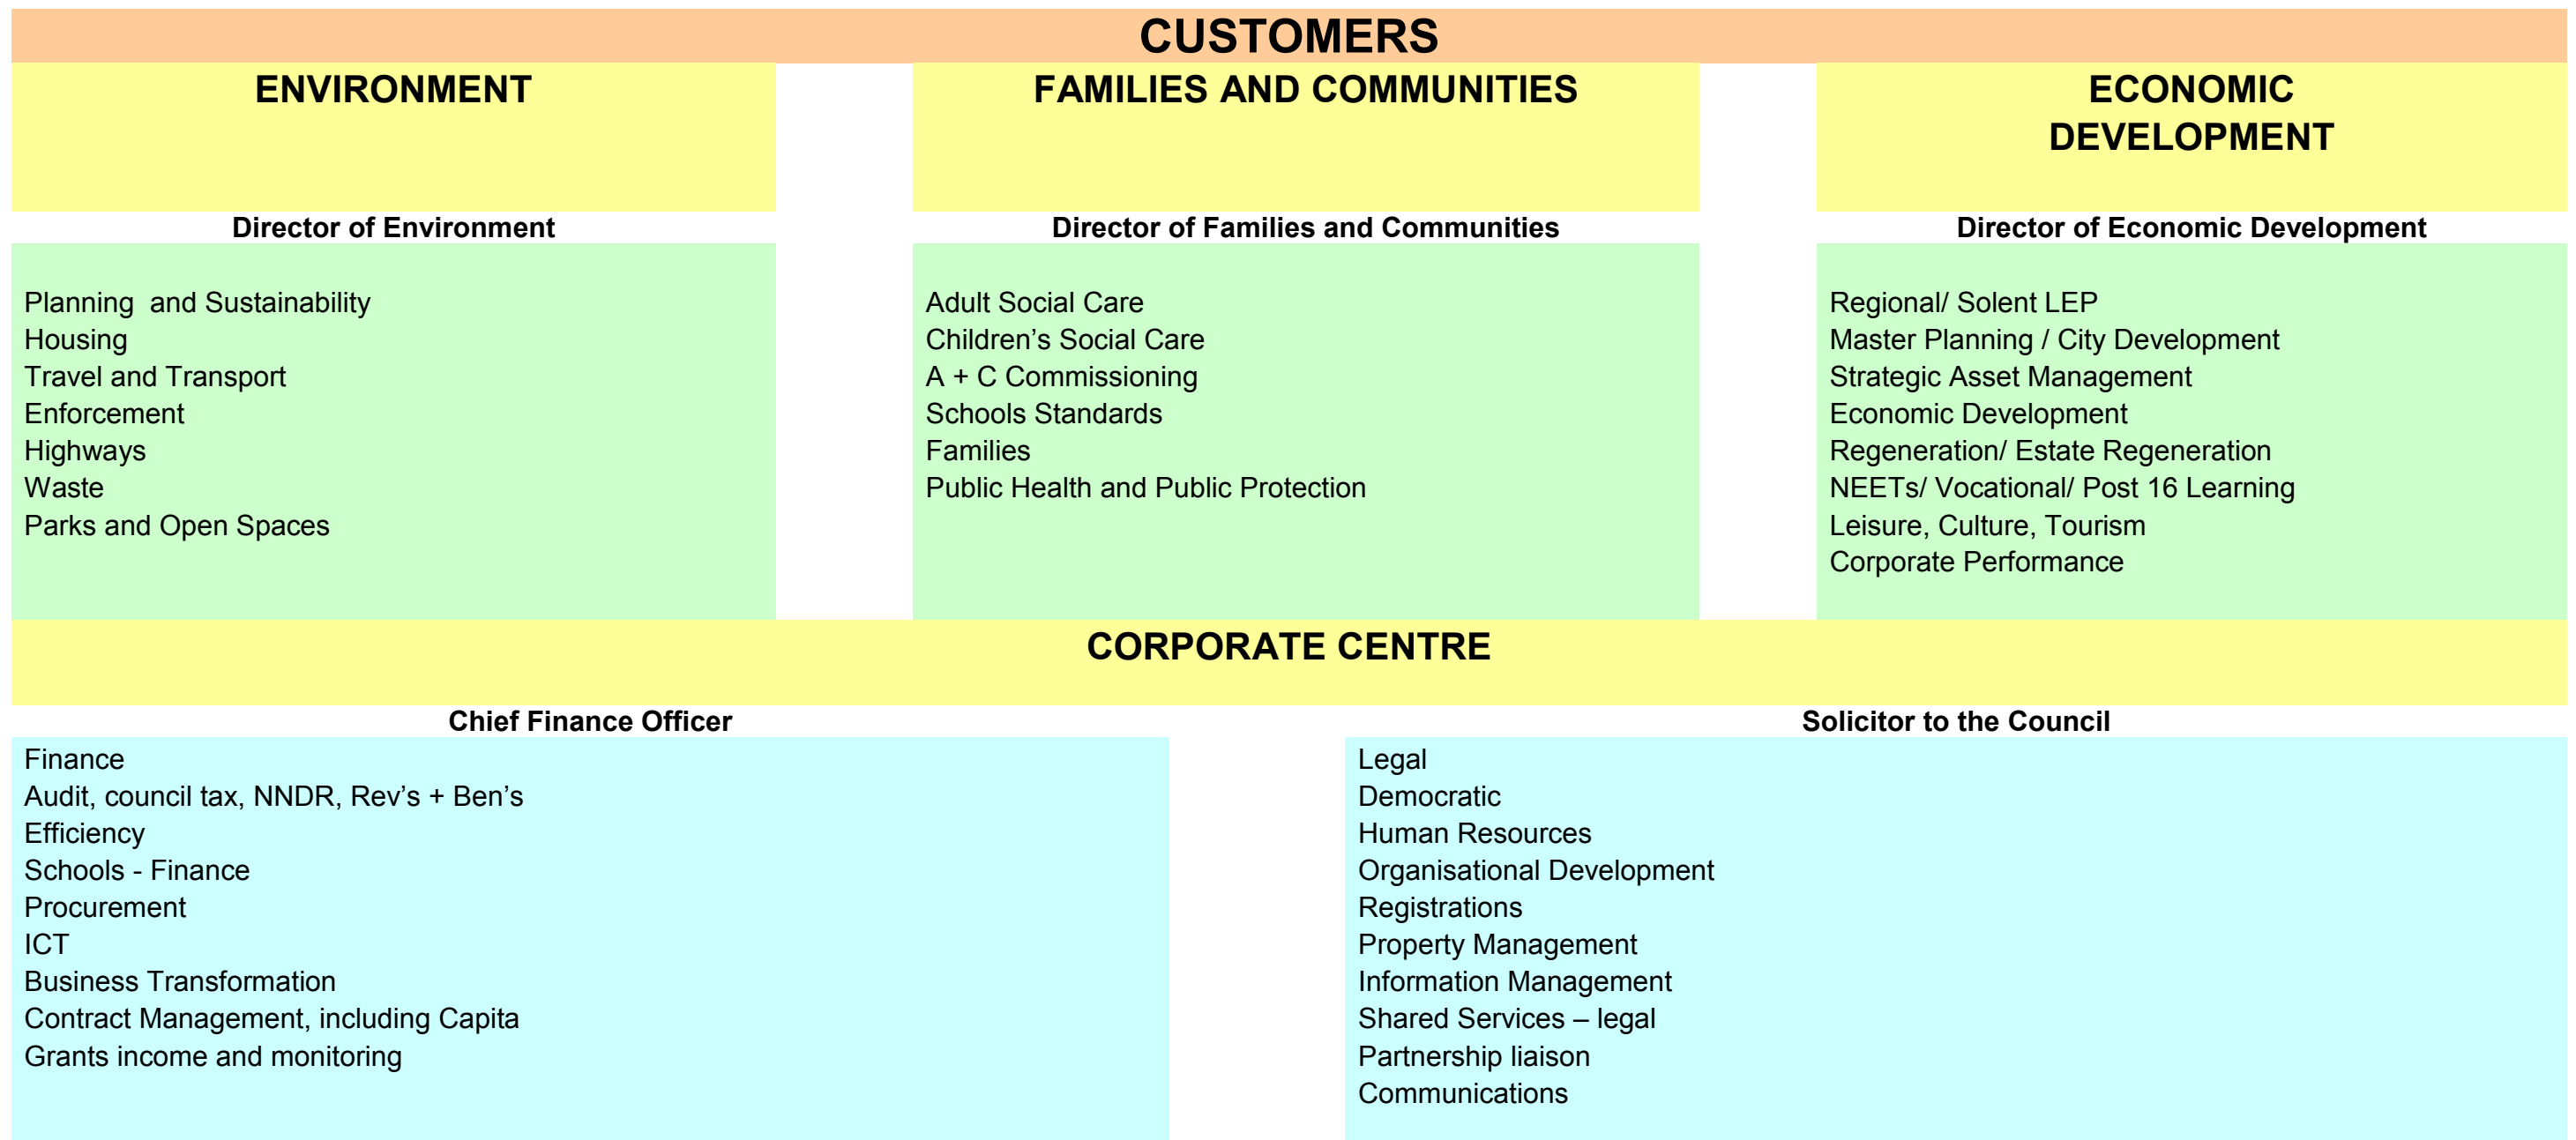 CUSTOMERS
ENVIRONMENT
Director of Environment
Planning  and Sustainability
Housing
Travel and Transport
Enforcement
Highways
Waste
Parks and Open Spaces
FAMILIES AND COMMUNITIES
Director of Families and Communities
Adult Social Care
Children’s Social Care
A + C Commissioning
Schools Standards
Families
Public Health and Public Protection
ECONOMIC
DEVELOPMENT
Director of Economic Development
Regional/ Solent LEP
Master Planning / City Development
Strategic Asset Management
Economic Development
Regeneration/ Estate Regeneration
NEETs/ Vocational/ Post 16 Learning
Leisure, Culture, Tourism
Corporate Performance
CORPORATE CENTRE
Chief Finance Officer
Finance
Audit, council tax, NNDR, Rev’s + Ben’s
Efficiency
Schools - Finance
Procurement
ICT
Business Transformation
Contract Management, including Capita
Grants income and monitoring
Solicitor to the Council
Legal
Democratic
Human Resources
Organisational Development
Registrations
Property Management
Information Management
Shared Services – legal
Partnership liaison
Communications